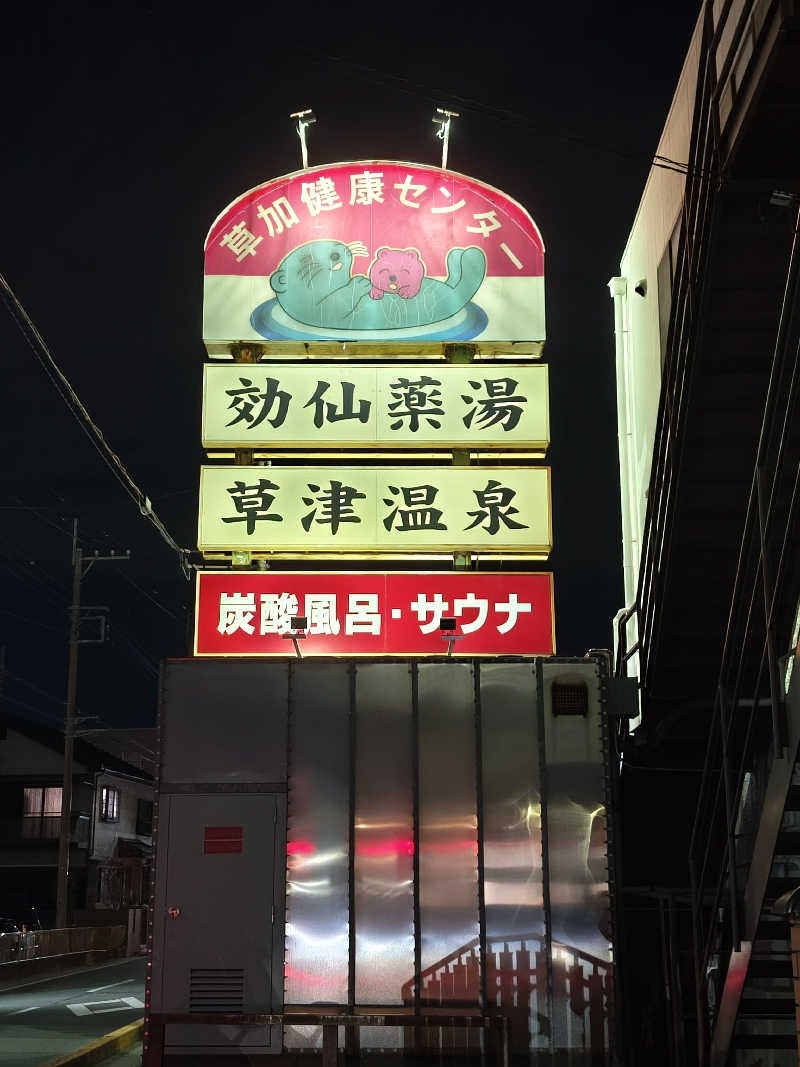 草加健康センター
効仙薬湯
草津温泉
炭酸風呂・サウナ